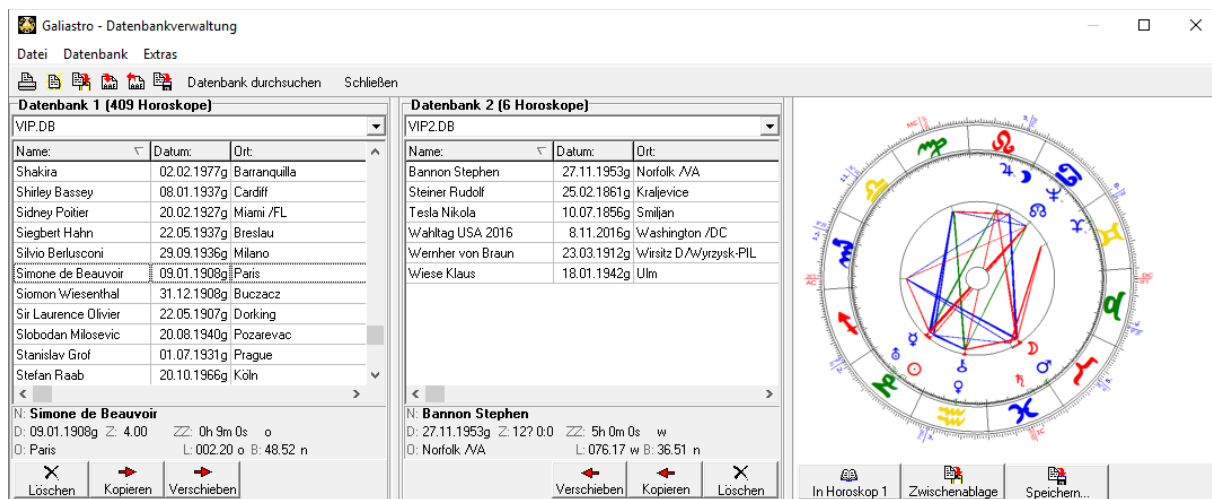 Galiastro - Datenbankverwaltung
Datei Datenbank Extras
Datenbank durchsuchen Schließen
Datenbank 1 (409 Horoskope)
VIP.DB
Name: Datum: Ort:
Shakira 02.02.1977g Barranquilla
Shirley Bassey 08.01.1937g Cardiff
Sidney Poitier 20.02.1927g Miami /FL
Siegbert Hahn 22.05.1937g Breslau
Silvio Berlusconi 29.09.1936g Milano
Simone de Beauvoir 09.01.1908g Paris
Siomon Wiesenthal 31.12.1908g Buczacz
Sir Laurence Olivier 22.05.1907g Dorking
Slobodan Milosevic 20.08.1940g Pozarevac
Stanislav Grof 01.07.1931g Prague
Stefan Raab 20.10.1966g Köln
N: Simone de Beauvoir
D: 09.01.1908g Z: 4.00 ZZ: 0h 9m 0s o
O: Paris L: 002.20 o B: 48.52 n
Löschen Kopieren Verschieben
Datenbank 2 (6 Horoskope)
VIP2.DB
Name: Datum: Ort:
Bannon Stephen 27.11.1953g Norfolk /VA
Steiner Rudolf 25.02.1861g Kraljevice
Tesla Nikola 10.07.1856g Smiljan
Wahltag USA 2016 8.11.2016g Washington /DC
Wernher von Braun 23.03.1912g Wirsitz D/Wyrzysk-PIL
Wiese Klaus 18.01.1942g Ulm
N: Bannon Stephen
D: 27.11.1953g Z: 12? 0:0 ZZ: 5h 0m 0s w
O: Norfolk /VA L: 076.17 w B: 36.51 n
Verschieben Kopieren Löschen
In Horoskop 1 Zwischenablage Speichern...